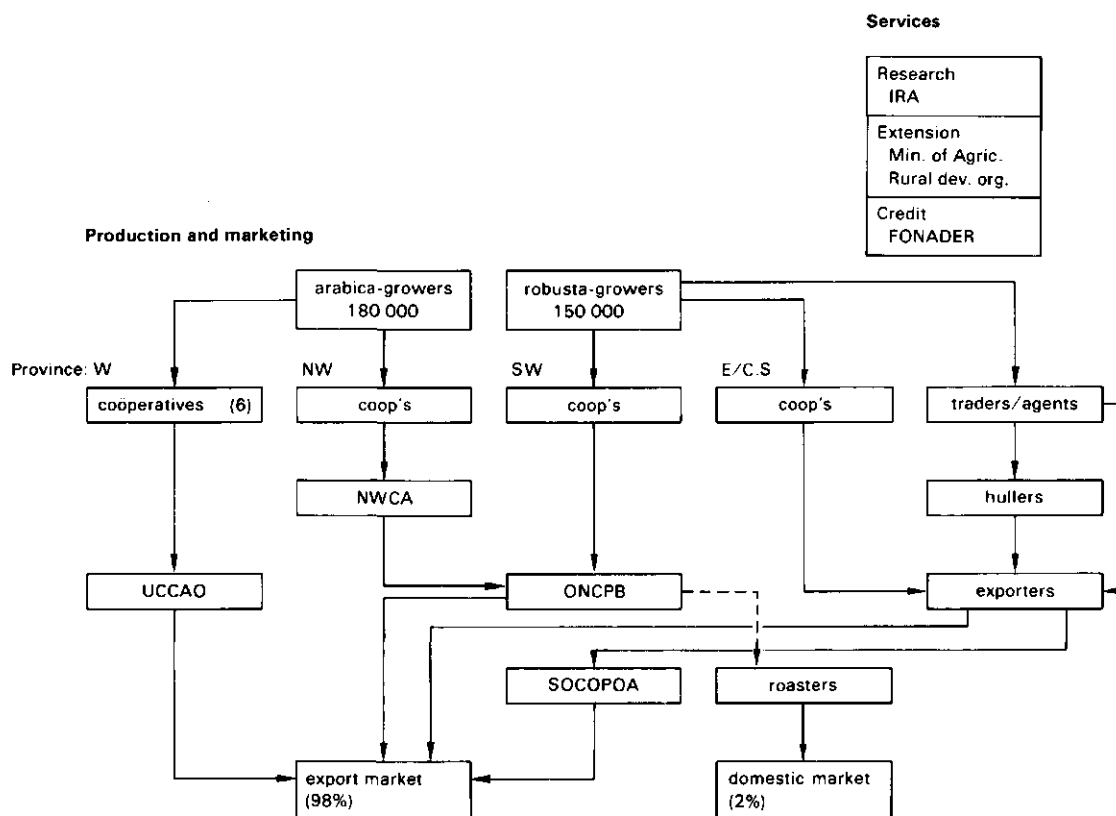 Services
Research
IRA
Extension
Min. of Agric.
Rural dev. org.
Credit
FONADER
Production and marketing
arabica-growers
180 000
robusta-growers
150 000
Province: W
NW
SW
E/C.S
coöperatives (6)
coop's
coop's
coop's
traders/agents
NWCA
hullers
UCCAO
ONCPB
exporters
SOCOPOA
roasters
export market
(98%)
domestic market
(2%)